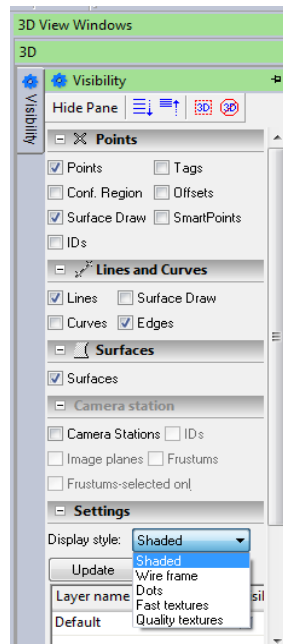 3D View Windows
3D
Visibility
Visibility
Hide Pane
Points
Points Tags
Conf. Region Offsets
Surface Draw SmartPoints
IDs
Lines and Curves
Lines Surface Draw
Curves Edges
Surfaces
Surfaces
Camera station
Camera Stations IDs
Image planes Frustums
Frustums-selected onl
Settings
Display style: Shaded
Shaded
Wire frame
Dots
Fast textures
Quality textures
Update
Layer name
Default